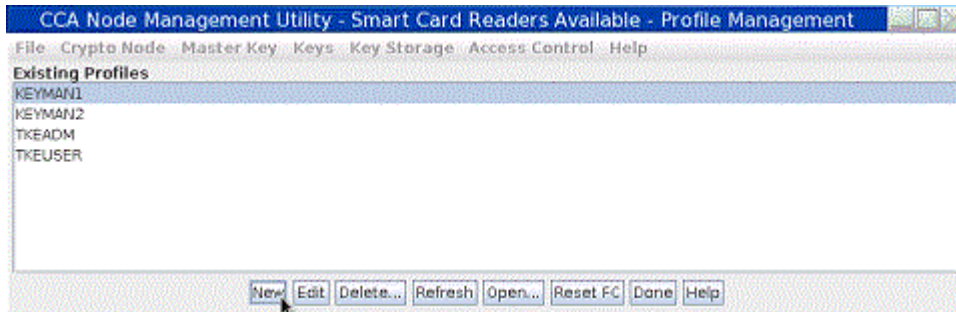 CCA Node Management Utility - Smart Card Readers Available - Profile Management
File Crypto Node Master Key Keys Key Storage Access Control Help
Existing Profiles
KEYMAN1
KEYMAN2
TKEADM
TKEUSER
New Edit Delete... Refresh Open... Reset FC Done Help